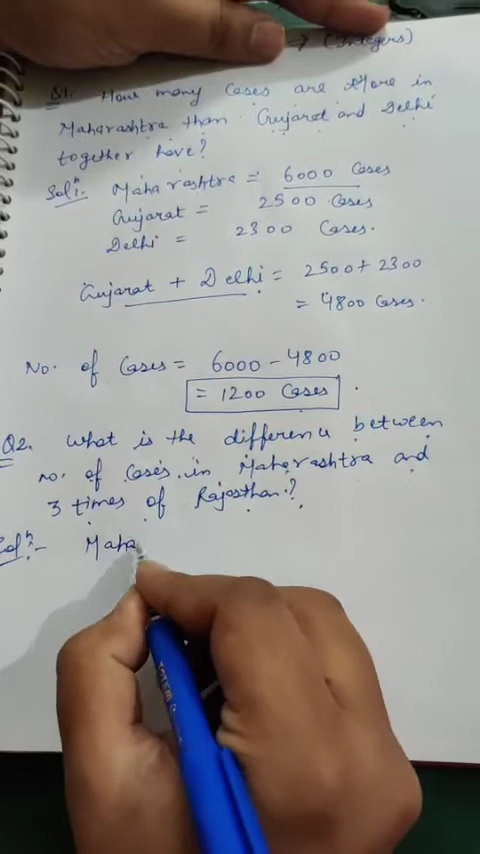 → (Integers)
Q1. How many Cases are More in
Maharashtra than Gujarat and Delhi
together have?
Solⁿ:. Maharashtra = 6000 Cases
Gujarat = 2500 Cases
Delhi = 2300 Cases.
Gujarat + Delhi = 2500 + 2300
= 4800 Cases.
No. of Cases = 6000 - 4800
= 1200 Cases
Q2. What is the difference between
no. of Cases in Maharashtra and
3 times of Rajasthan?
Solⁿ:- Maha